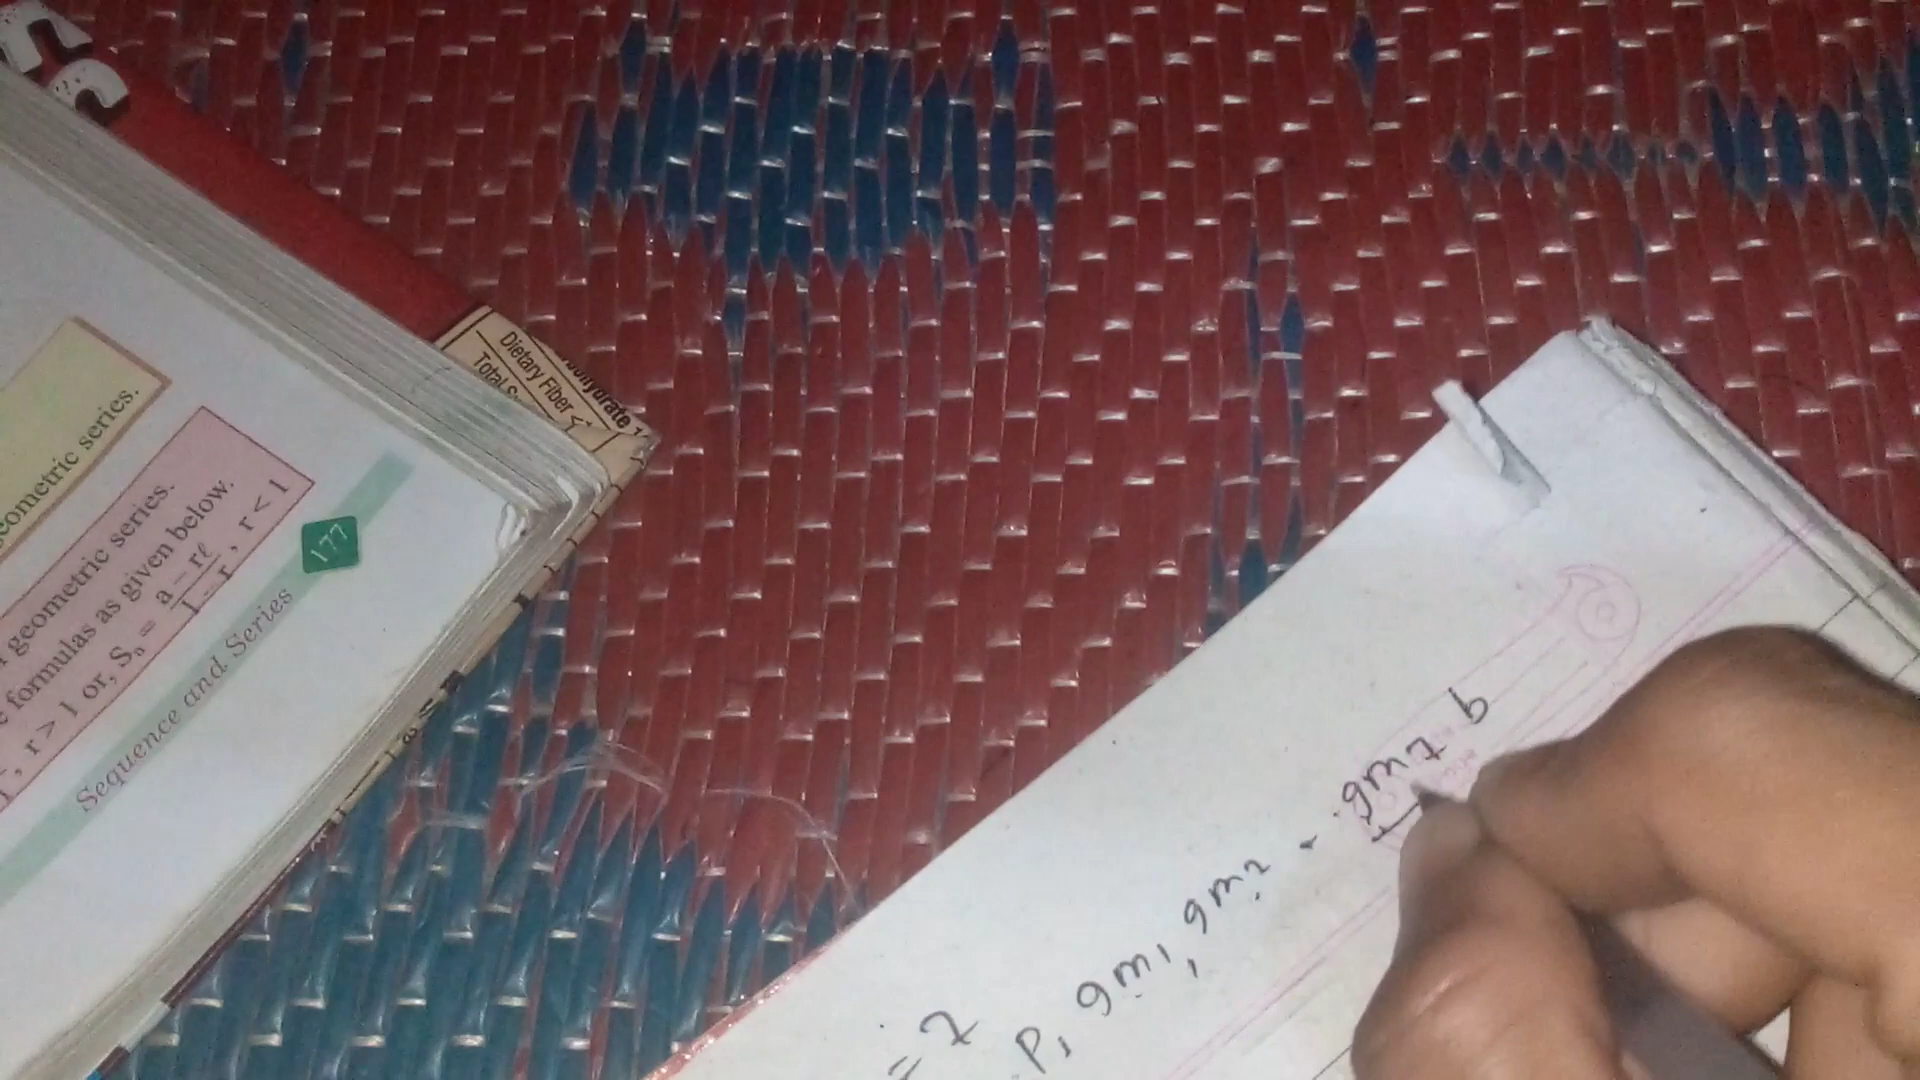 geometric series.
geometric series.
formulas as given below.
, r > 1 or, Sn = a − rℓ / 1 − r , r < 1
Sequence and Series
177
Dietary Fiber <
Total
= 7
P, gm1, gm2 - gm7 b